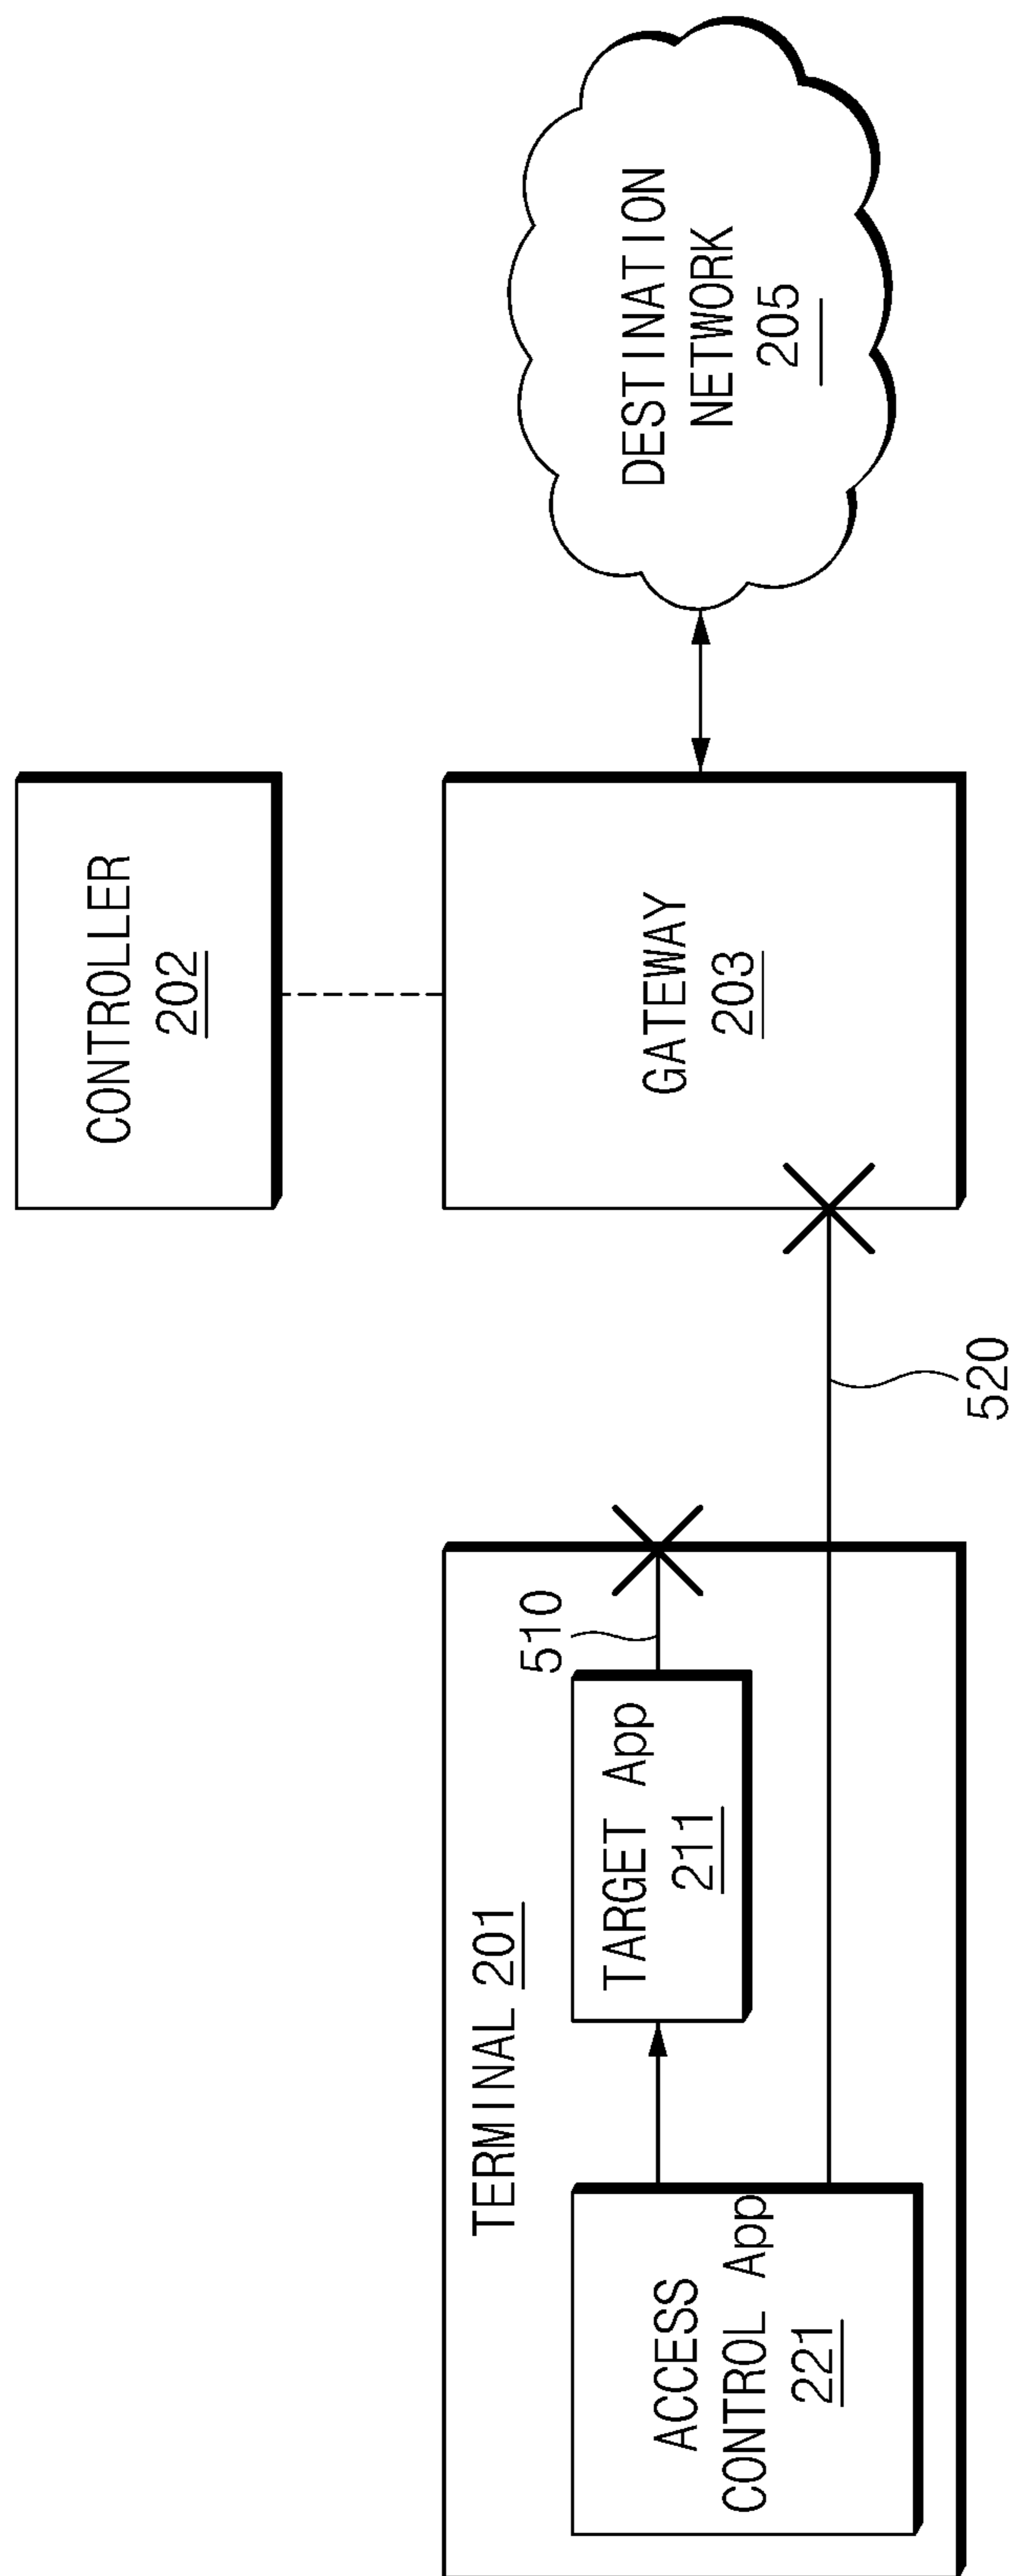 CONTROLLER
202
TERMINAL 201
ACCESS
CONTROL App
221
TARGET App
211
510
520
GATEWAY
203
DESTINATION
NETWORK
205